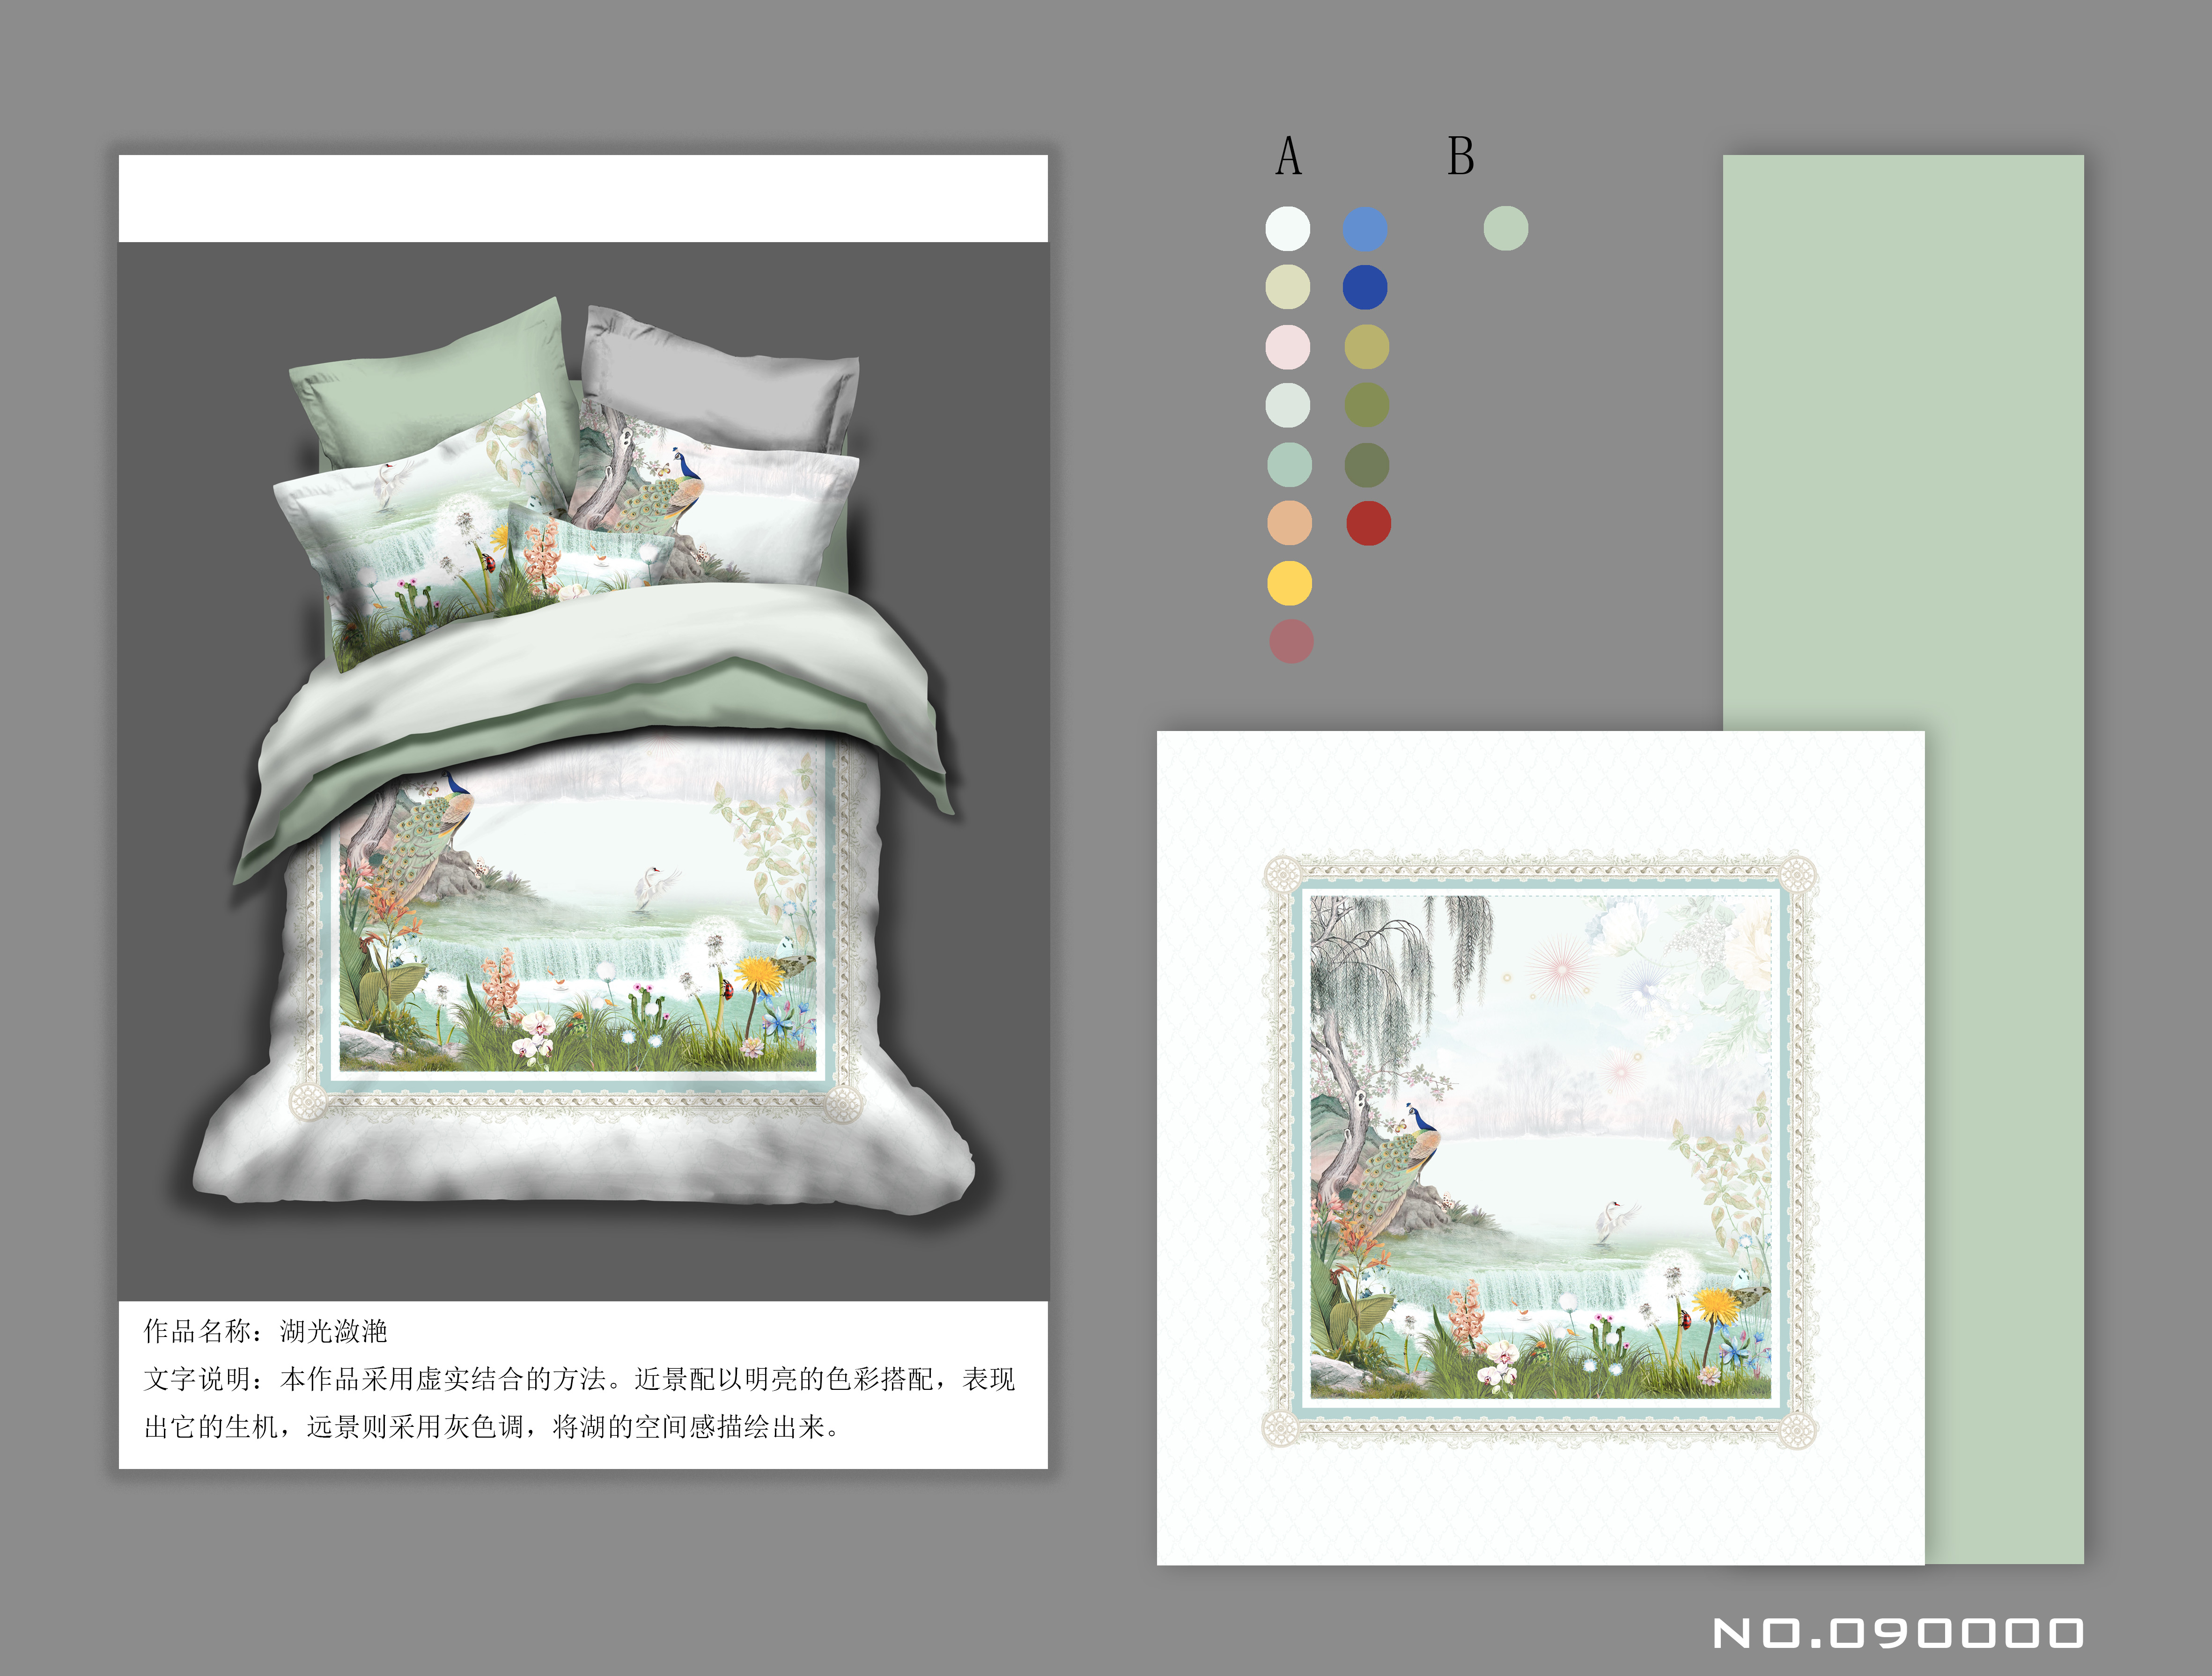 A B
作品名称：湖光潋滟
文字说明：本作品采用虚实结合的方法。近景配以明亮的色彩搭配，表现
出它的生机，远景则采用灰色调，将湖的空间感描绘出来。
NO.090000